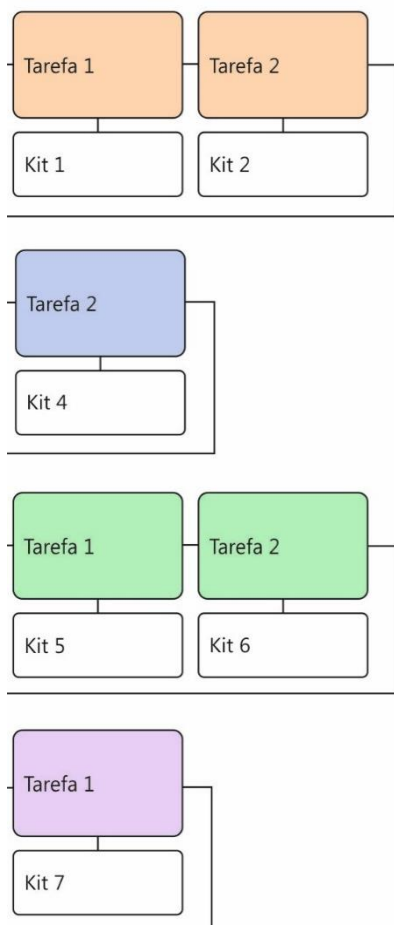 Tarefa 1
Tarefa 2
Kit 1
Kit 2
Tarefa 2
Kit 4
Tarefa 1
Tarefa 2
Kit 5
Kit 6
Tarefa 1
Kit 7